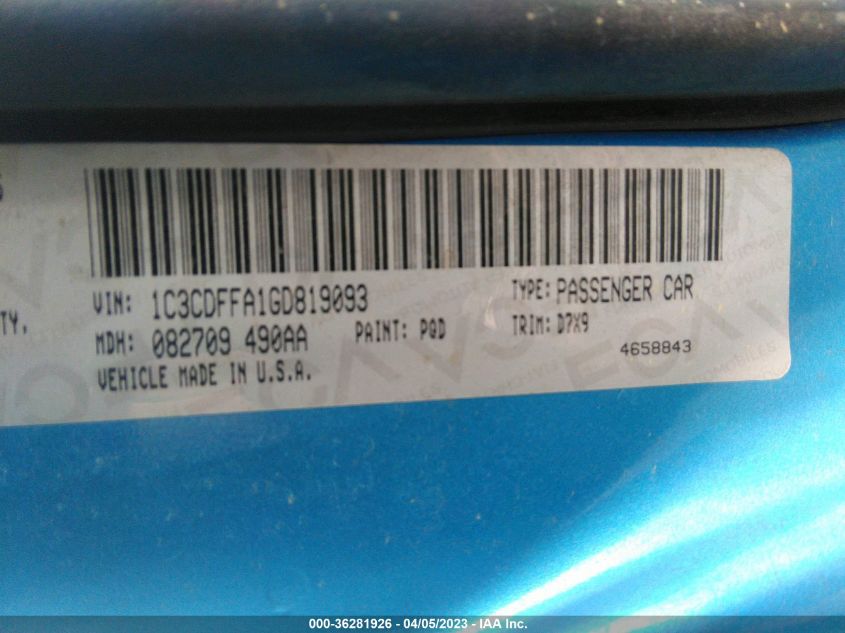 TY.
VIN: 1C3CDFFA1GD819093
TYPE: PASSENGER CAR
MDH: 082709 490AA
PAINT: PQD
TRIM: D7X9
VEHICLE MADE IN U.S.A.
4658843
000-36281926 - 04/05/2023 - IAA Inc.